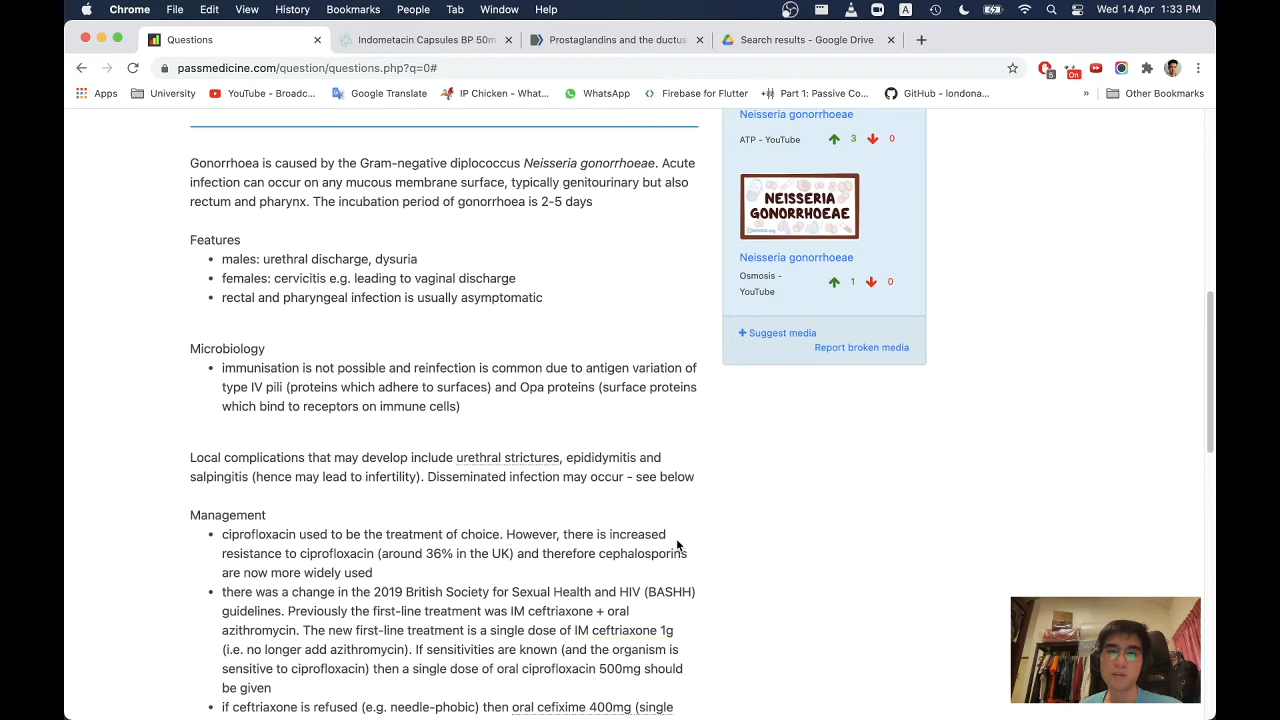 Chrome File Edit View History Bookmarks People Tab Window Help Wed 14 Apr 1:33 PM
Questions
Indometacin Capsules BP 50m
Prostaglandins and the ductus
Search results - Google Drive
passmedicine.com/question/questions.php?q=0#
5
On
Apps University YouTube - Broadc... Google Translate IP Chicken - What... WhatsApp Firebase for Flutter Part 1: Passive Co... GitHub - londona... » Other Bookmarks
Gonorrhoea is caused by the Gram-negative diplococcus Neisseria gonorrhoeae. Acute
infection can occur on any mucous membrane surface, typically genitourinary but also
rectum and pharynx. The incubation period of gonorrhoea is 2-5 days
Features
• males: urethral discharge, dysuria
• females: cervicitis e.g. leading to vaginal discharge
• rectal and pharyngeal infection is usually asymptomatic
Microbiology
• immunisation is not possible and reinfection is common due to antigen variation of
type IV pili (proteins which adhere to surfaces) and Opa proteins (surface proteins
which bind to receptors on immune cells)
Local complications that may develop include urethral strictures, epididymitis and
salpingitis (hence may lead to infertility). Disseminated infection may occur - see below
Management
• ciprofloxacin used to be the treatment of choice. However, there is increased
resistance to ciprofloxacin (around 36% in the UK) and therefore cephalosporins
are now more widely used
• there was a change in the 2019 British Society for Sexual Health and HIV (BASHH)
guidelines. Previously the first-line treatment was IM ceftriaxone + oral
azithromycin. The new first-line treatment is a single dose of IM ceftriaxone 1g
(i.e. no longer add azithromycin). If sensitivities are known (and the organism is
sensitive to ciprofloxacin) then a single dose of oral ciprofloxacin 500mg should
be given
• if ceftriaxone is refused (e.g. needle-phobic) then oral cefixime 400mg (single
Neisseria gonorrhoeae
ATP - YouTube 3 0
NEISSERIA
GONORRHOEAE
Neisseria gonorrhoeae
Osmosis -
YouTube 1 0
+ Suggest media
Report broken media